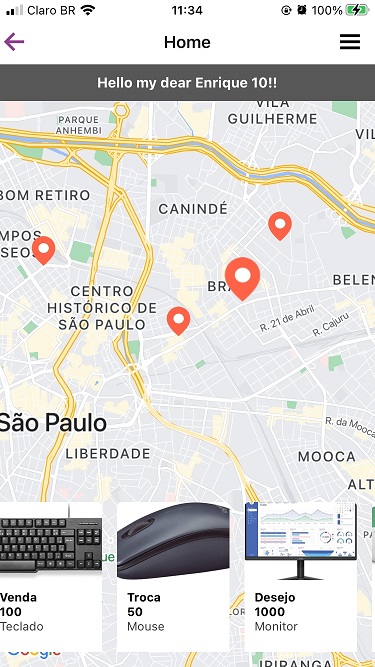 Claro BR
11:34
100%
Home
Hello my dear Enrique 10!!
PARQUE
ANHEMBI
VILA
GUILHERME
VIL
BOM RETIRO
CANINDÉ
MPOS
SEOS
BRÁ
BELEN
CENTRO
HISTÓRICO DE
SÃO PAULO
R. 21 de Abril
R. Cajuru
São Paulo
R. da Mooca
LIBERDADE
MOOCA
ALT
Venda
100
Teclado
Troca
50
Mouse
Desejo
1000
Monitor
Google
IPIRANGA